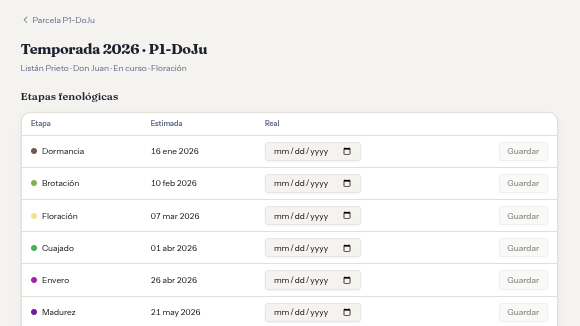 Parcela P1-DoJu
Temporada 2026 · P1-DoJu
Listán Prieto · Don Juan · En curso · Floración
Etapas fenológicas
Etapa Estimada Real
Dormancia 16 ene 2026 mm/dd/yyyy Guardar
Brotación 10 feb 2026 mm/dd/yyyy Guardar
Floración 07 mar 2026 mm/dd/yyyy Guardar
Cuajado 01 abr 2026 mm/dd/yyyy Guardar
Envero 26 abr 2026 mm/dd/yyyy Guardar
Madurez 21 may 2026 mm/dd/yyyy Guardar